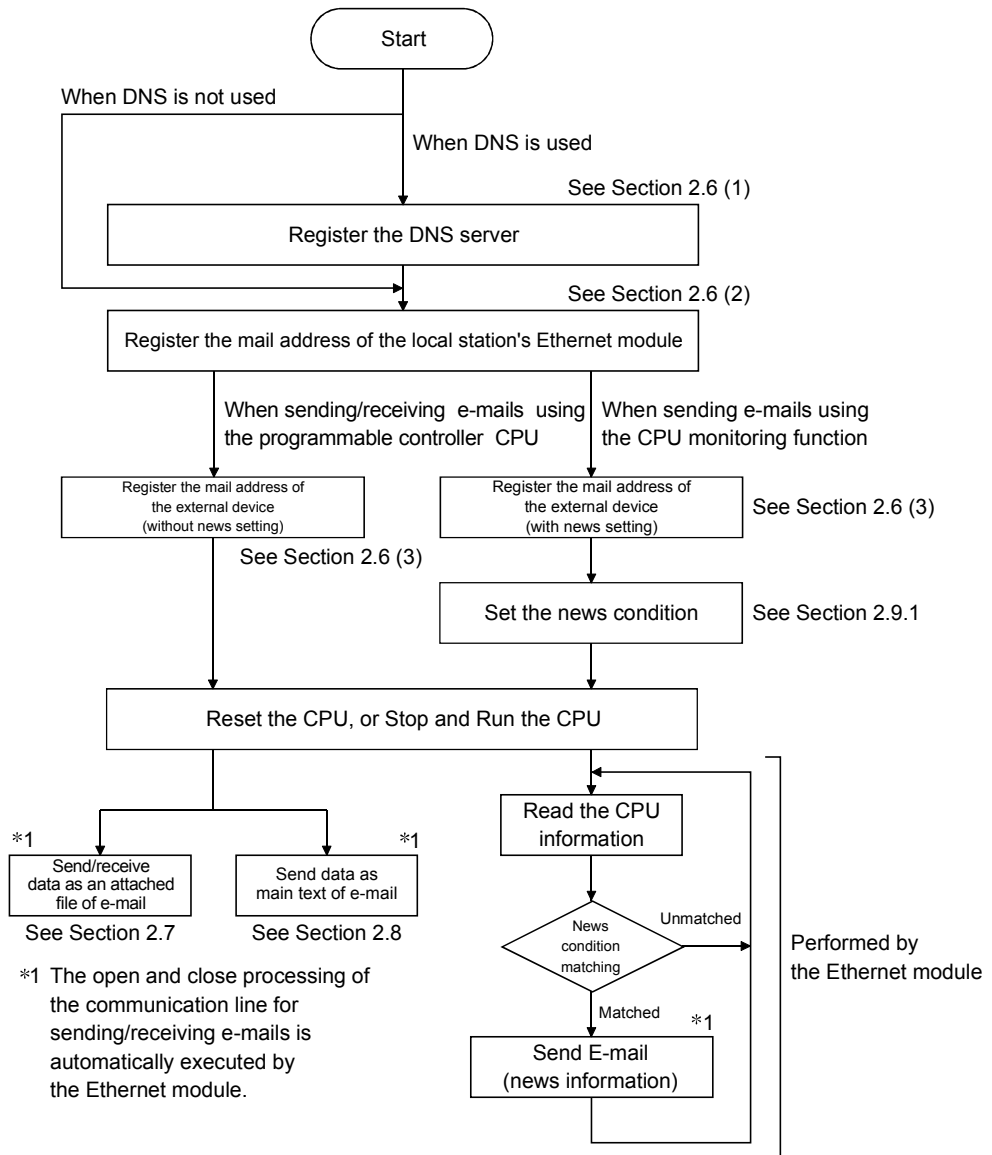 Start
When DNS is not used
When DNS is used
See Section 2.6 (1)
Register the DNS server
See Section 2.6 (2)
Register the mail address of the local station's Ethernet module
When sending/receiving e-mails using
the programmable controller CPU
When sending e-mails using
the CPU monitoring function
Register the mail address of
the external device
(without news setting)
See Section 2.6 (3)
Register the mail address of
the external device
(with news setting)
See Section 2.6 (3)
Set the news condition
See Section 2.9.1
Reset the CPU, or Stop and Run the CPU
*1
Send/receive
data as an attached
file of e-mail
See Section 2.7
*1
Send data as
main text of e-mail
See Section 2.8
*1 The open and close processing of
the communication line for
sending/receiving e-mails is
automatically executed by
the Ethernet module.
Read the CPU
information
News
condition
matching
Unmatched
Matched
*1
Send E-mail
(news information)
Performed by
the Ethernet module